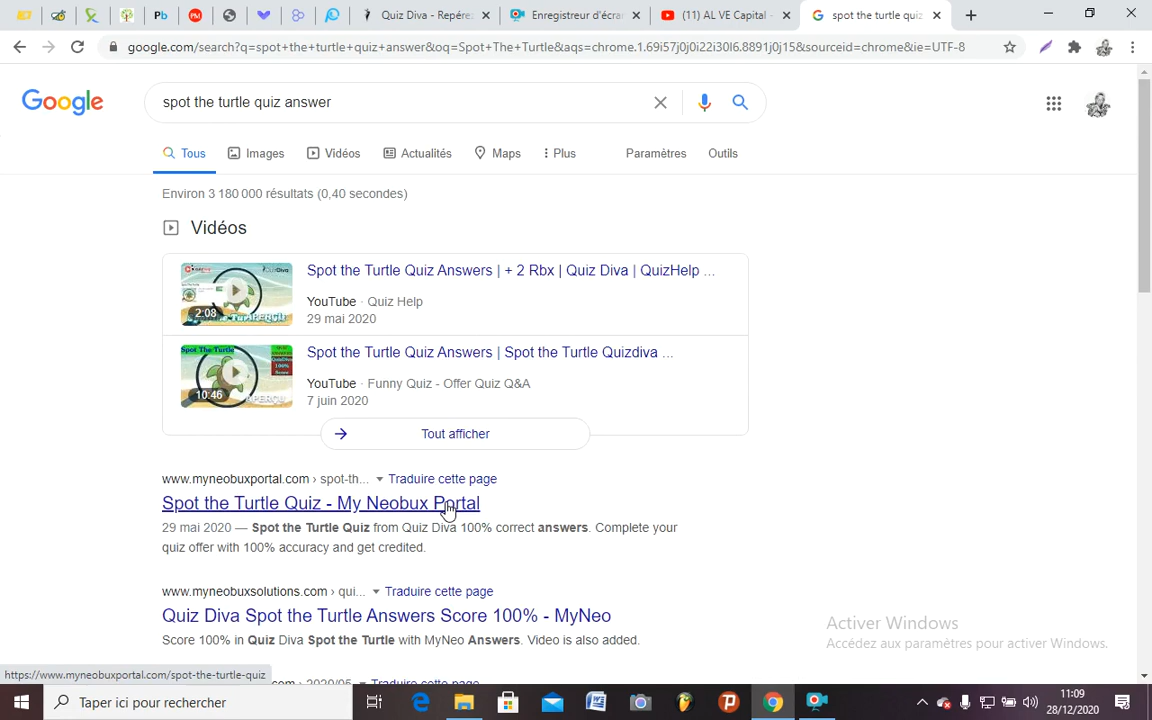 Quiz Diva - Repére
Enregistreur d'écra
(11) AL VE Capital -
spot the turtle quiz
google.com/search?q=spot+the+turtle+quiz+answer&oq=Spot+The+Turtle&aqs=chrome.1.69i57j0j0i22i30l6.8891j0j15&sourceid=chrome&ie=UTF-8
Google
spot the turtle quiz answer
Tous
Images
Vidéos
Actualités
Maps
Plus
Paramètres
Outils
Environ 3 180 000 résultats (0,40 secondes)
Vidéos
Spot the Turtle Quiz Answers | + 2 Rbx | Quiz Diva | QuizHelp ...
2:08
YouTube · Quiz Help
29 mai 2020
Spot The Turtle
Spot the Turtle Quiz Answers | Spot the Turtle Quizdiva ...
10:46
YouTube · Funny Quiz - Offer Quiz Q&A
7 juin 2020
Tout afficher
www.myneobuxportal.com › spot-th... Traduire cette page
Spot the Turtle Quiz - My Neobux Portal
29 mai 2020 — Spot the Turtle Quiz from Quiz Diva 100% correct answers. Complete your
quiz offer with 100% accuracy and get credited.
www.myneobuxsolutions.com › qui... Traduire cette page
Quiz Diva Spot the Turtle Answers Score 100% - MyNeo
Score 100% in Quiz Diva Spot the Turtle with MyNeo Answers. Video is also added.
Activer Windows
Accédez aux paramètres pour activer Windows.
https://www.myneobuxportal.com/spot-the-turtle-quiz
Taper ici pour rechercher
11:09
28/12/2020